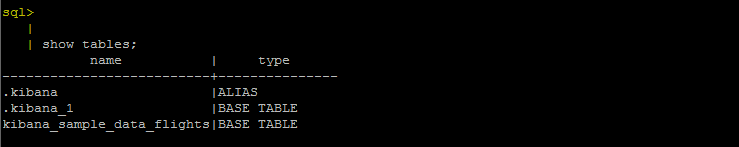 sql>
   |
   | show tables;
           name           |     type
--------------------------+---------------
.kibana                   |ALIAS
.kibana_1                 |BASE TABLE
kibana_sample_data_flights|BASE TABLE